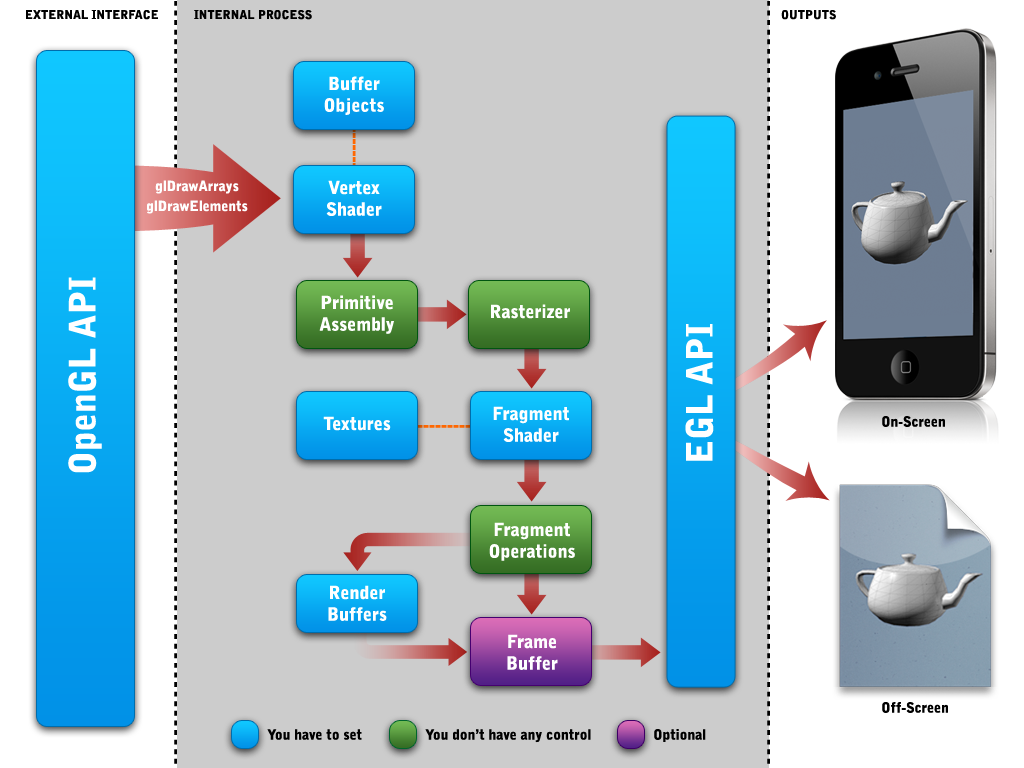 EXTERNAL INTERFACE
INTERNAL PROCESS
OUTPUTS
OpenGL API
glDrawArrays
glDrawElements
Buffer
Objects
Vertex
Shader
Primitive
Assembly
Rasterizer
Textures
Fragment
Shader
Fragment
Operations
Render
Buffers
Frame
Buffer
EGL API
On-Screen
Off-Screen
You have to set
You don't have any control
Optional